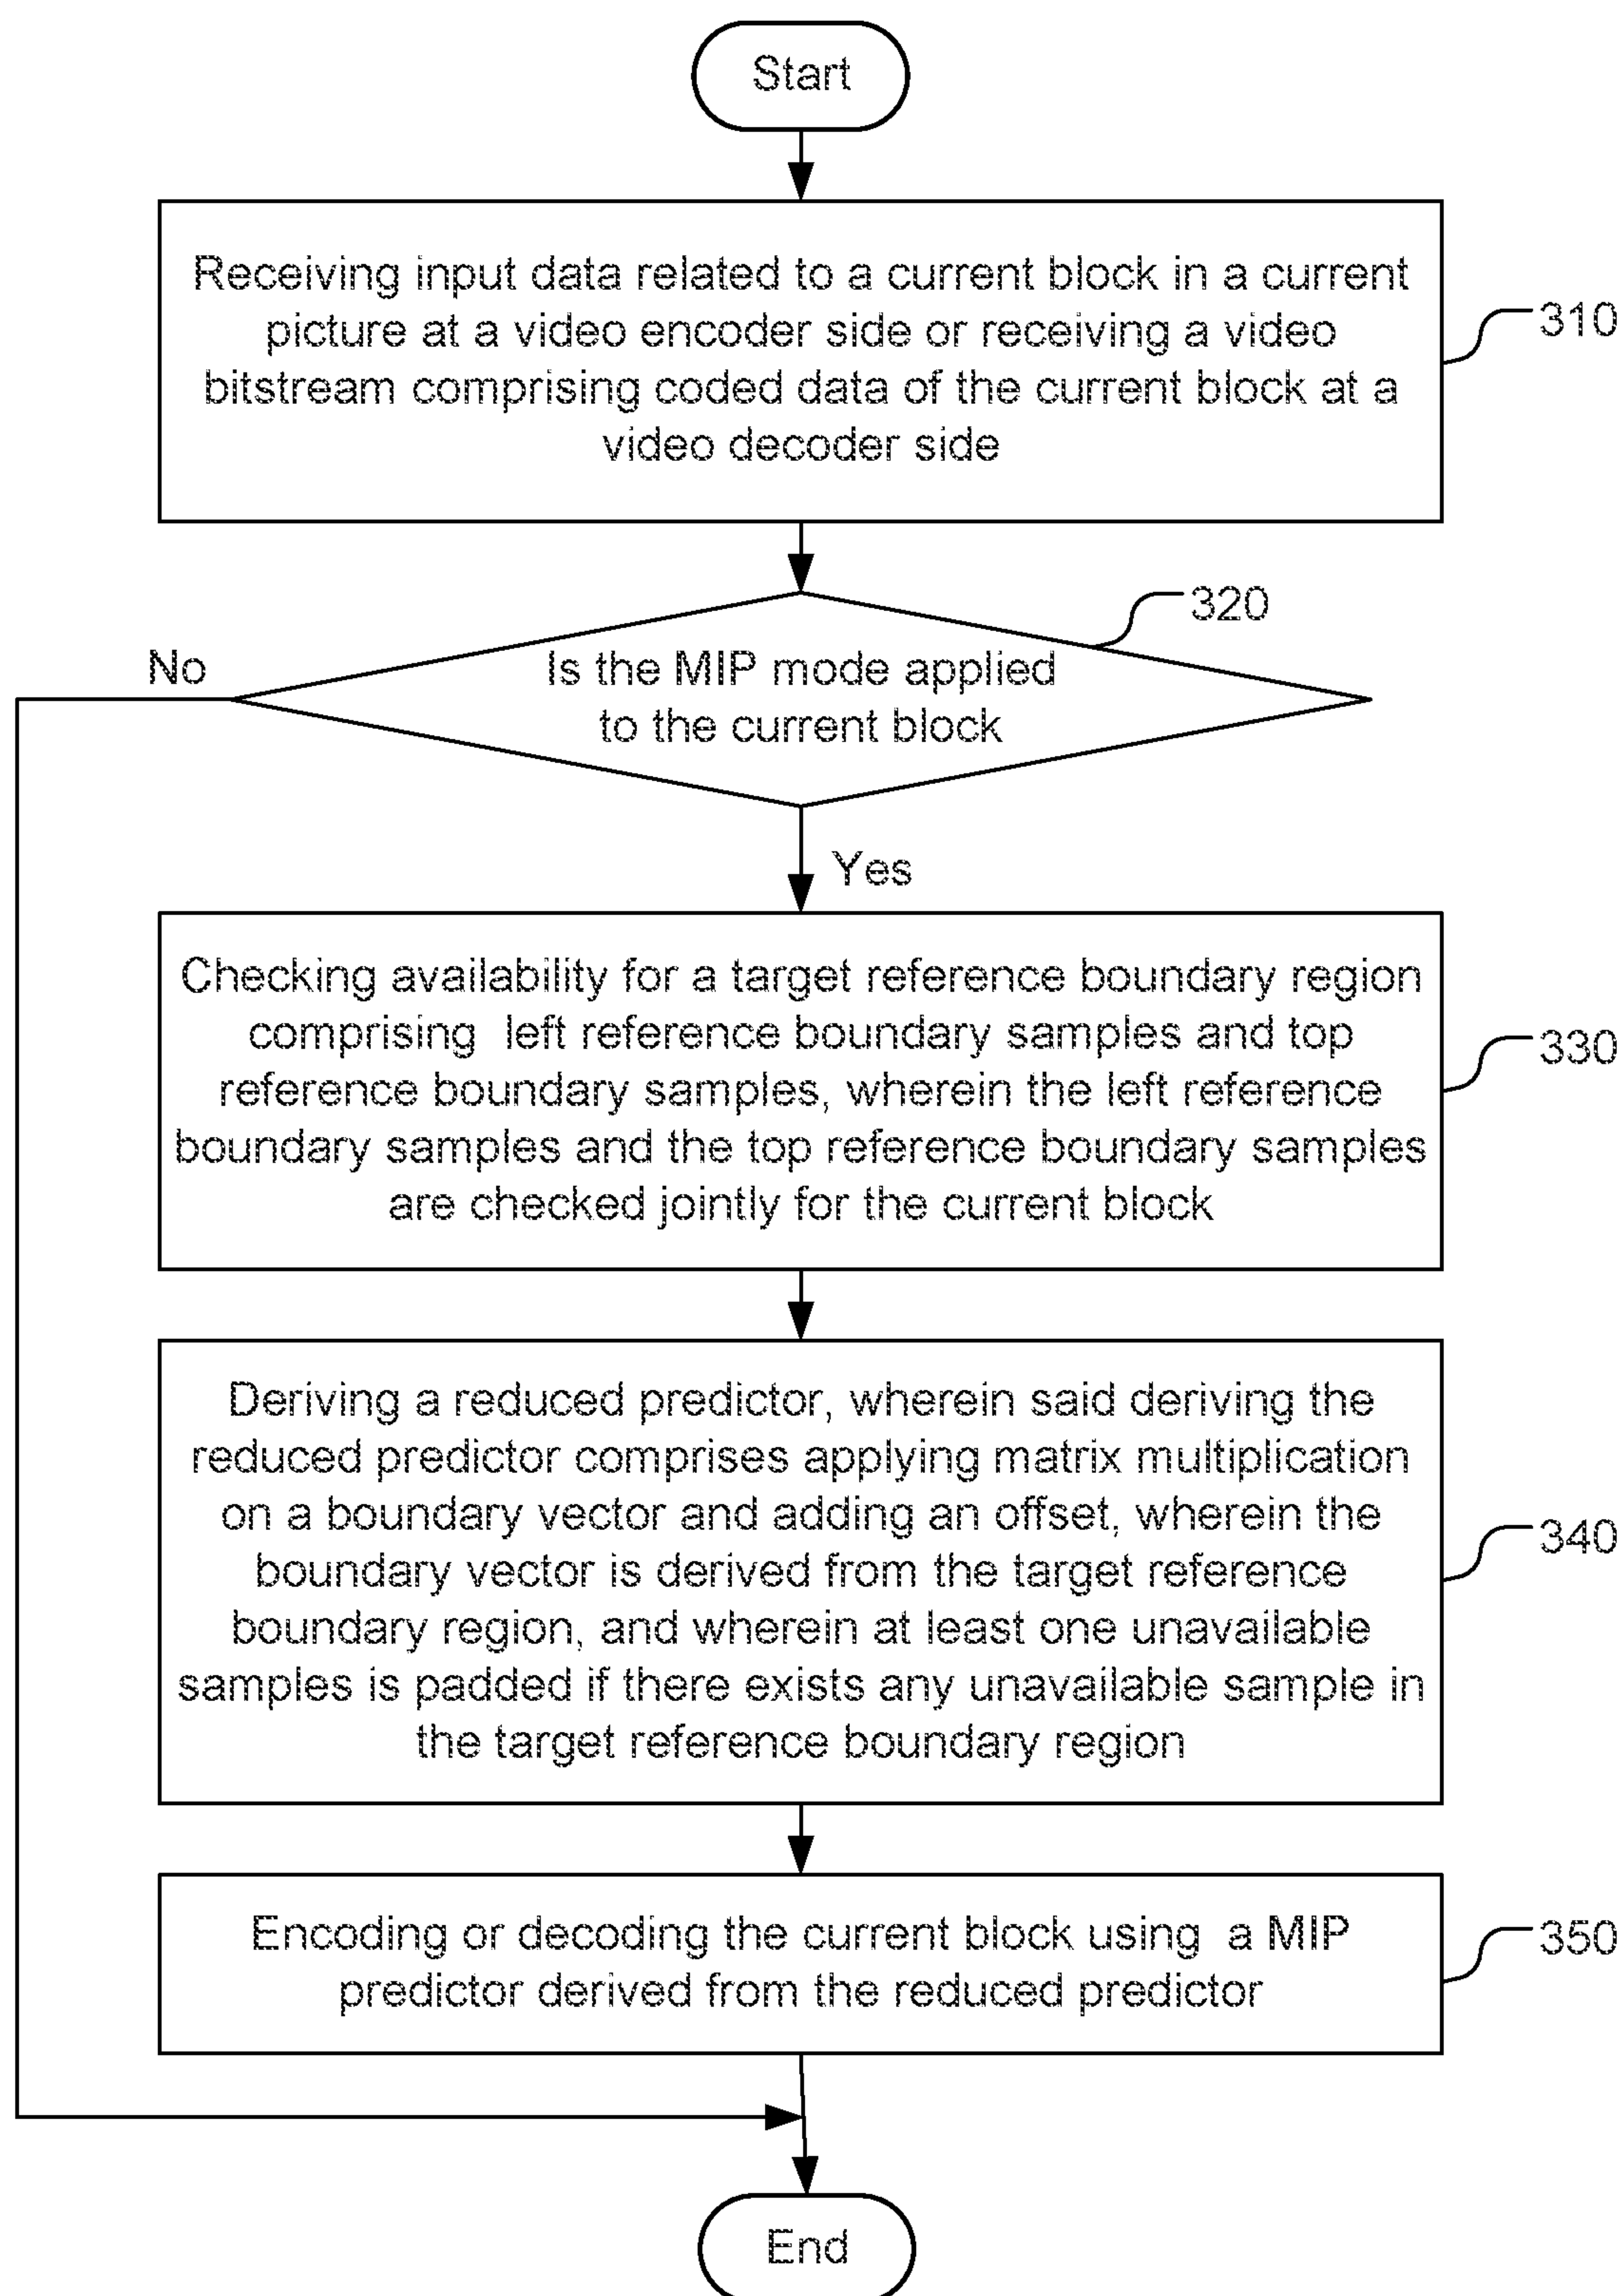 Start
Receiving input data related to a current block in a current
picture at a video encoder side or receiving a video
bitstream comprising coded data of the current block at a
video decoder side
310
320
No
Is the MIP mode applied
to the current block
Yes
Checking availability for a target reference boundary region
comprising left reference boundary samples and top
reference boundary samples, wherein the left reference
boundary samples and the top reference boundary samples
are checked jointly for the current block
330
Deriving a reduced predictor, wherein said deriving the
reduced predictor comprises applying matrix multiplication
on a boundary vector and adding an offset, wherein the
boundary vector is derived from the target reference
boundary region, and wherein at least one unavailable
samples is padded if there exists any unavailable sample in
the target reference boundary region
340
Encoding or decoding the current block using a MIP
predictor derived from the reduced predictor
350
End